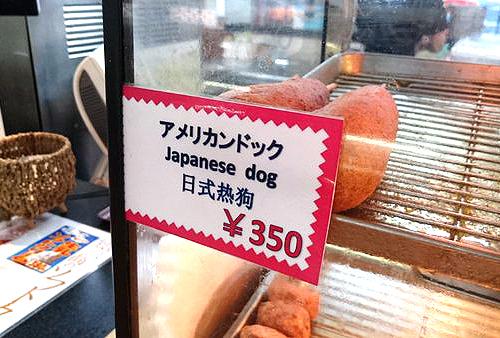 アメリカンドック
Japanese dog
日式热狗
¥350